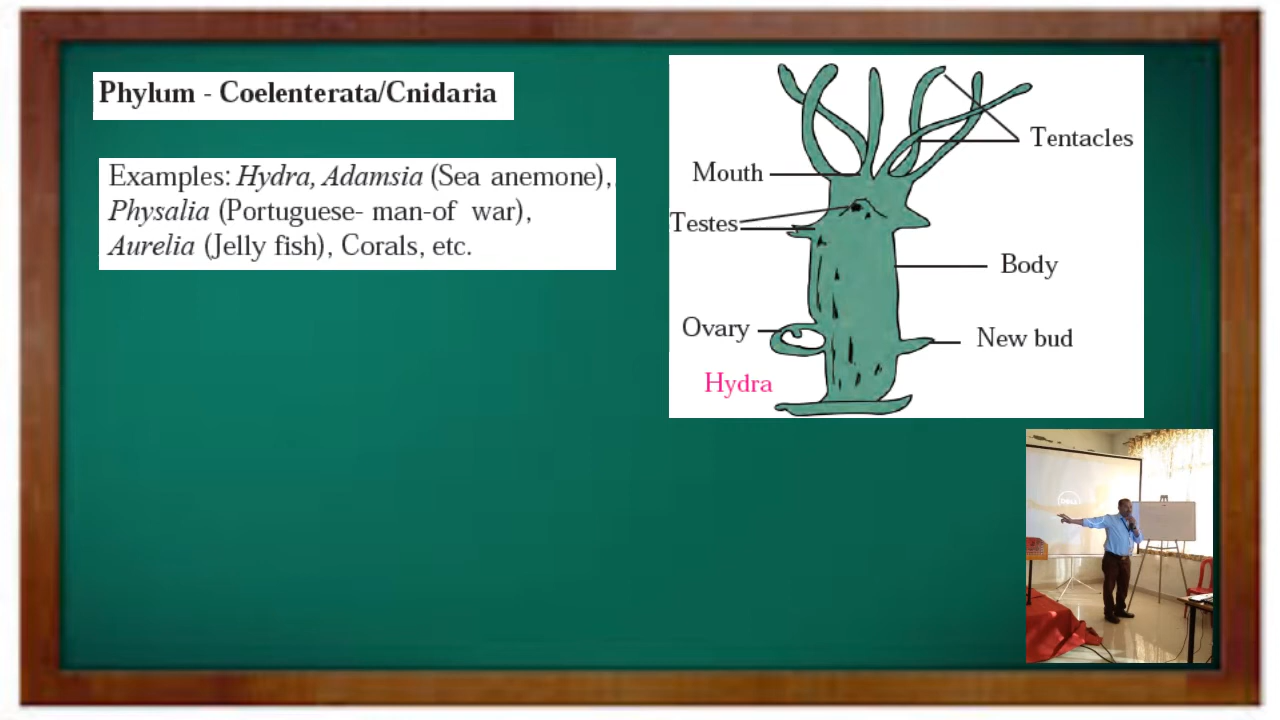 Phylum - Coelenterata/Cnidaria
Examples: Hydra, Adamsia (Sea anemone),
Physalia (Portuguese- man-of war),
Aurelia (Jelly fish), Corals, etc.
Tentacles
Mouth
Testes
Body
Ovary
New bud
Hydra
DELL